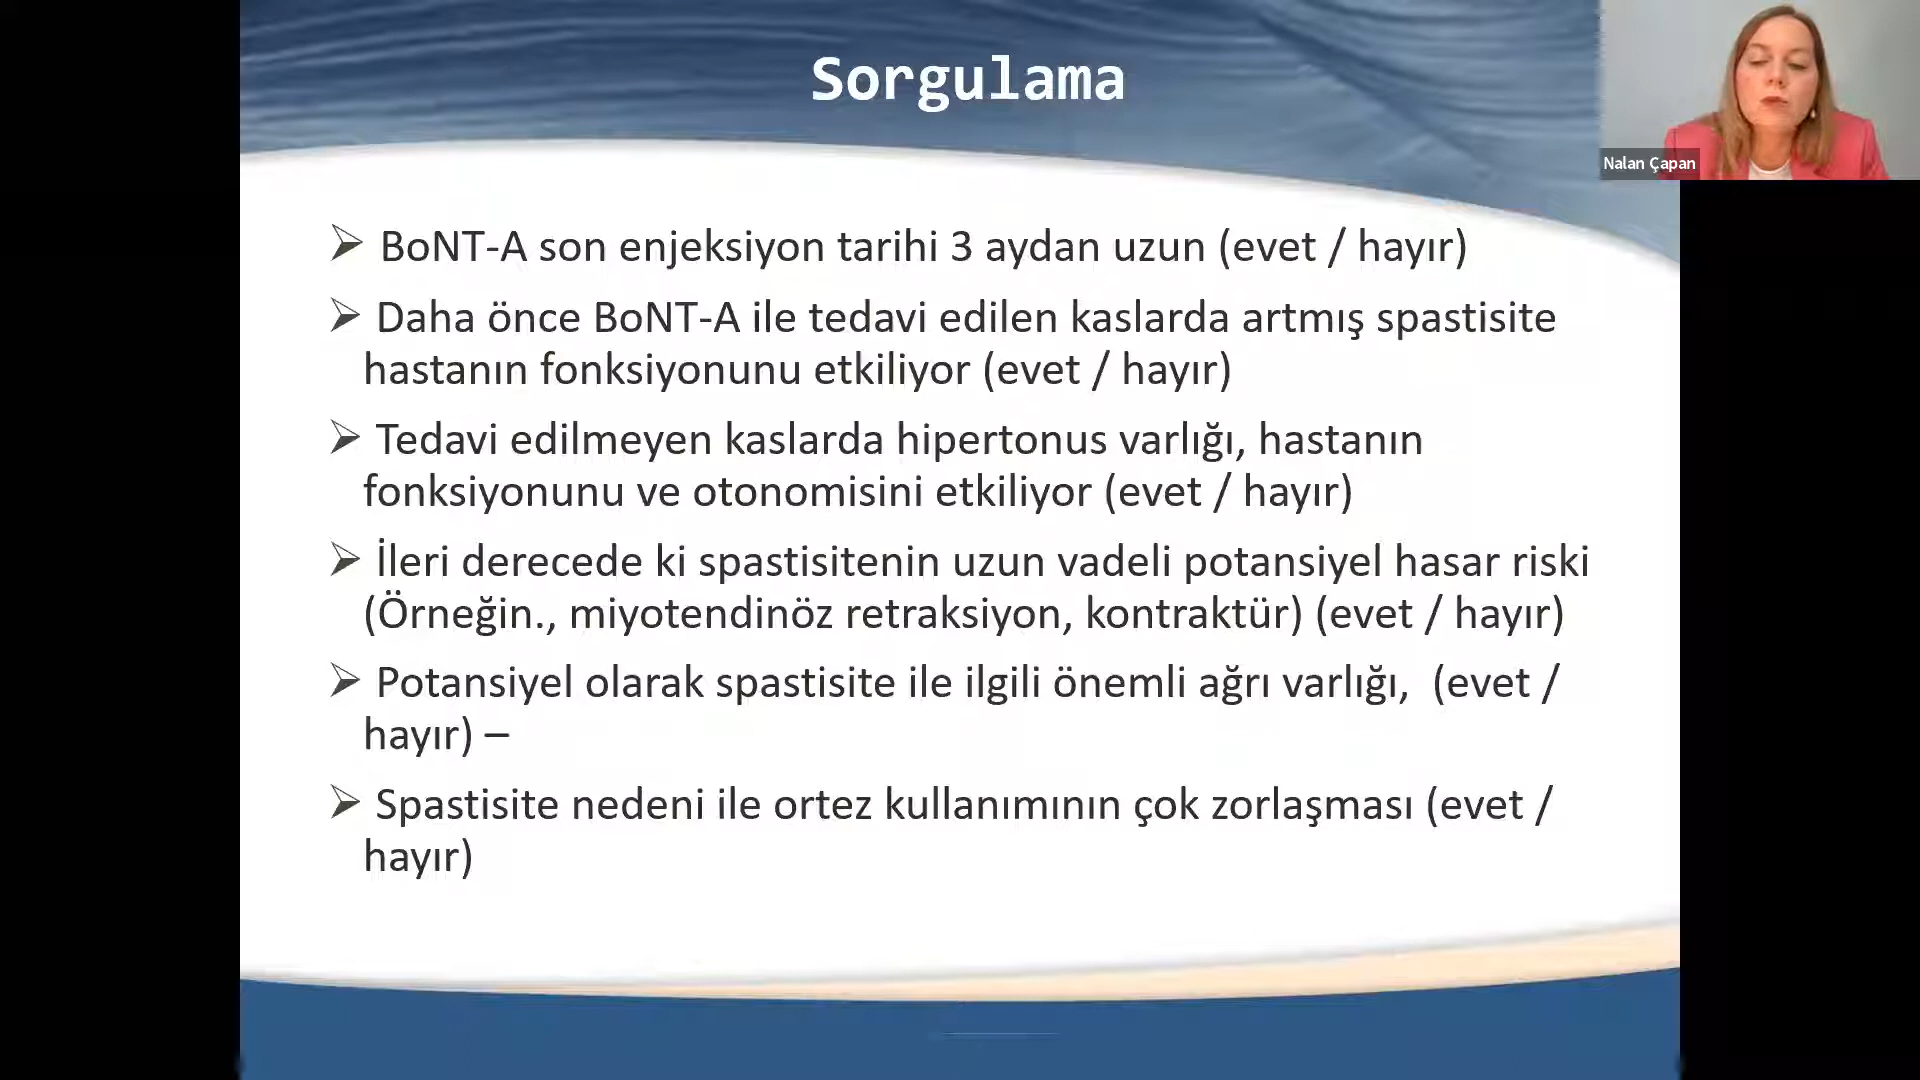 Sorgulama
Nalan Çapan
➢ BoNT-A son enjeksiyon tarihi 3 aydan uzun (evet / hayır)
➢ Daha önce BoNT-A ile tedavi edilen kaslarda artmış spastisite
hastanın fonksiyonunu etkiliyor (evet / hayır)
➢ Tedavi edilmeyen kaslarda hipertonus varlığı, hastanın
fonksiyonunu ve otonomisini etkiliyor (evet / hayır)
➢ İleri derecede ki spastisitenin uzun vadeli potansiyel hasar riski
(Örneğin., miyotendinöz retraksiyon, kontraktür) (evet / hayır)
➢ Potansiyel olarak spastisite ile ilgili önemli ağrı varlığı,  (evet /
hayır) –
➢ Spastisite nedeni ile ortez kullanımının çok zorlaşması (evet /
hayır)